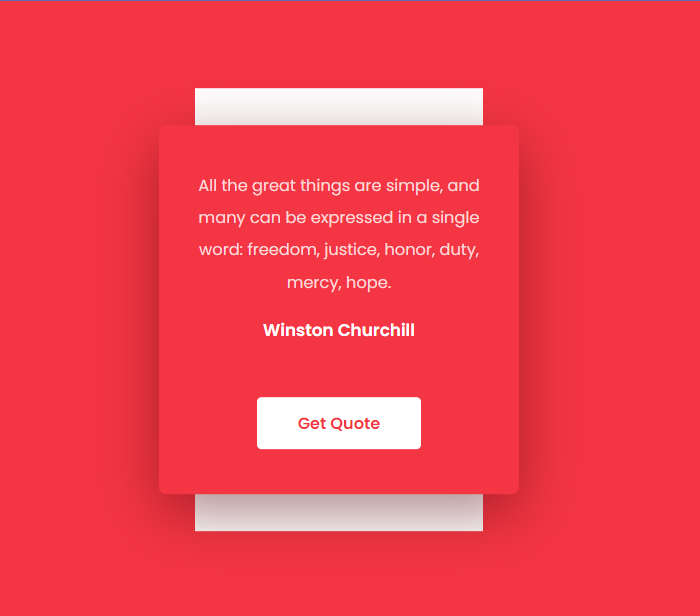 All the great things are simple, and
many can be expressed in a single
word: freedom, justice, honor, duty,
mercy, hope.
Winston Churchill
Get Quote